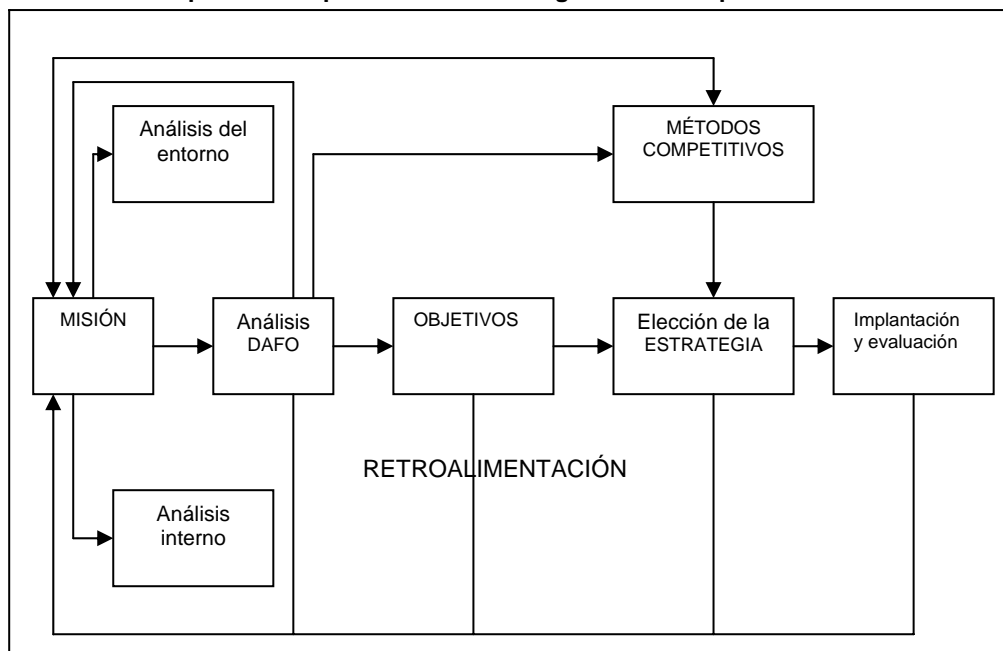 Análisis del
entorno
MÉTODOS
COMPETITIVOS
MISIÓN
Análisis
DAFO
OBJETIVOS
Elección de la
ESTRATEGIA
Implantación
y evaluación
RETROALIMENTACIÓN
Análisis
interno